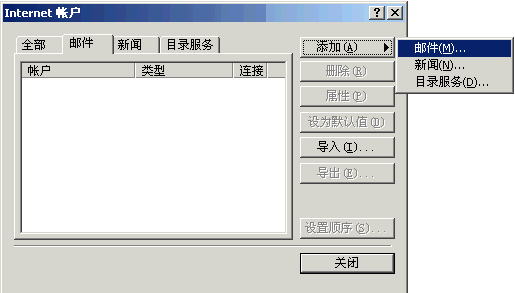 Internet 帐户
全部 邮件 新闻 目录服务
帐户 类型 连接
添加(A)
删除(R)
属性(P)
设为默认值(D)
导入(I)...
导出(E)...
设置顺序(S)...
关闭
邮件(M)...
新闻(N)...
目录服务(D)...